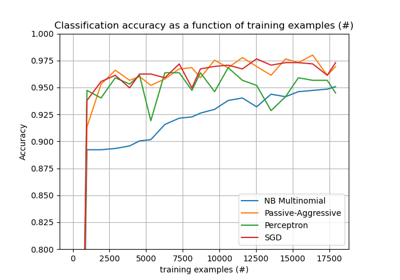 Classification accuracy as a function of training examples (#)
1.000
0.975
0.950
0.925
0.900
0.875
0.850
0.825
0.800
Accuracy
NB Multinomial
Passive-Aggressive
Perceptron
SGD
0 2500 5000 7500 10000 12500 15000 17500
training examples (#)